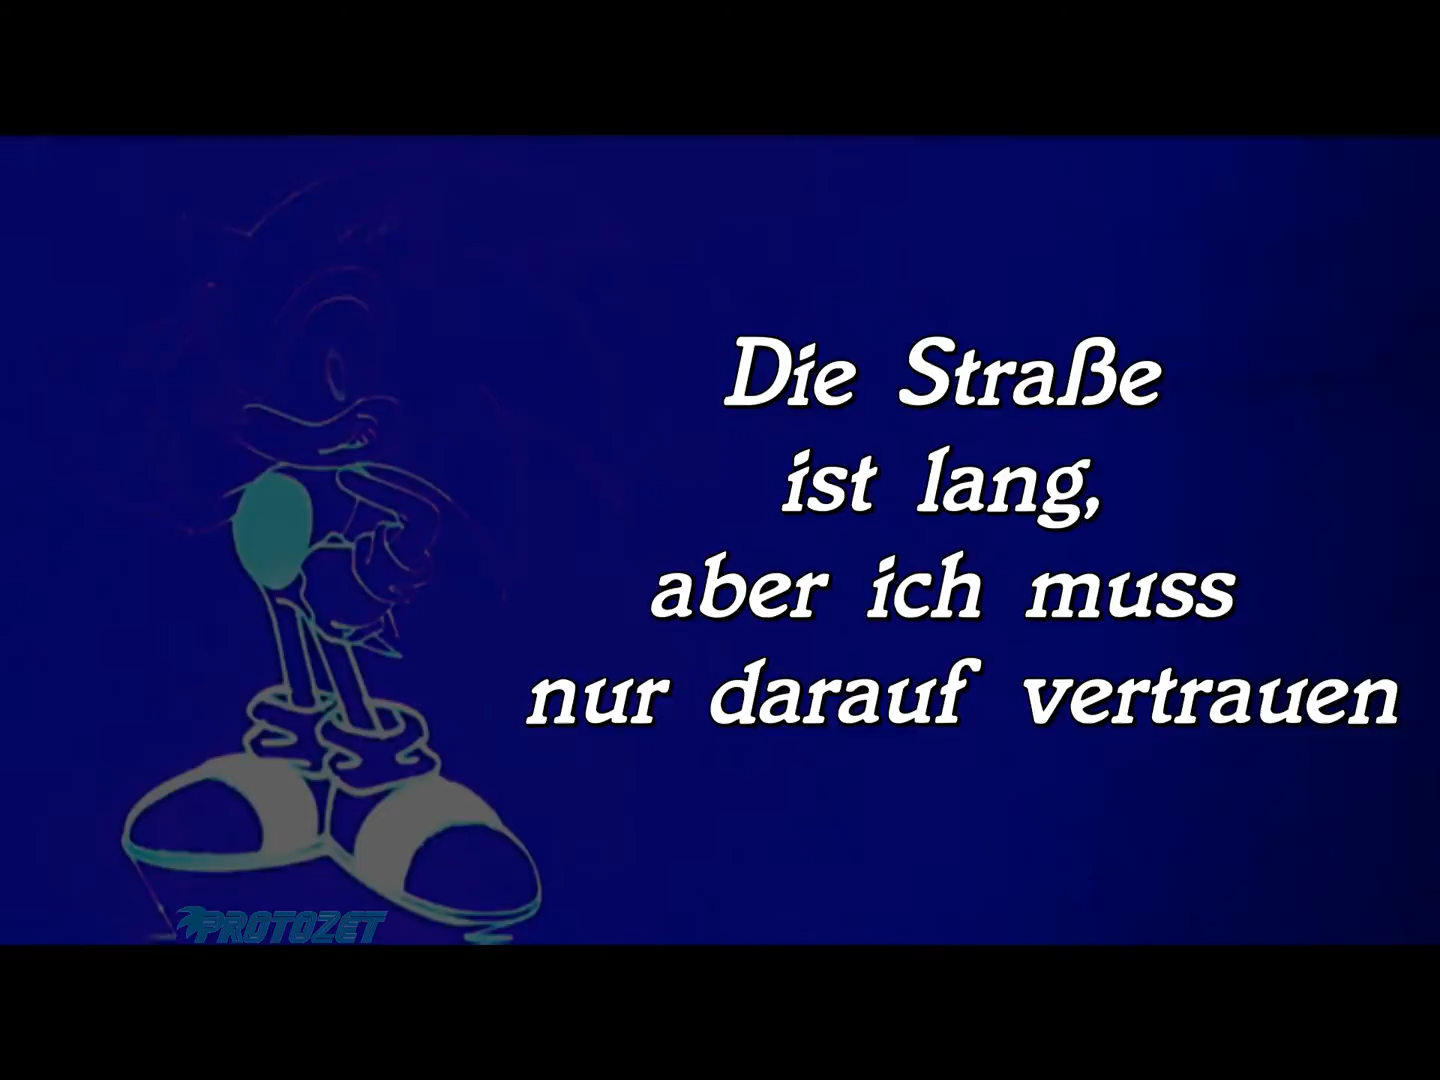 Die Straße
ist lang,
aber ich muss
nur darauf vertrauen
PROTOZET